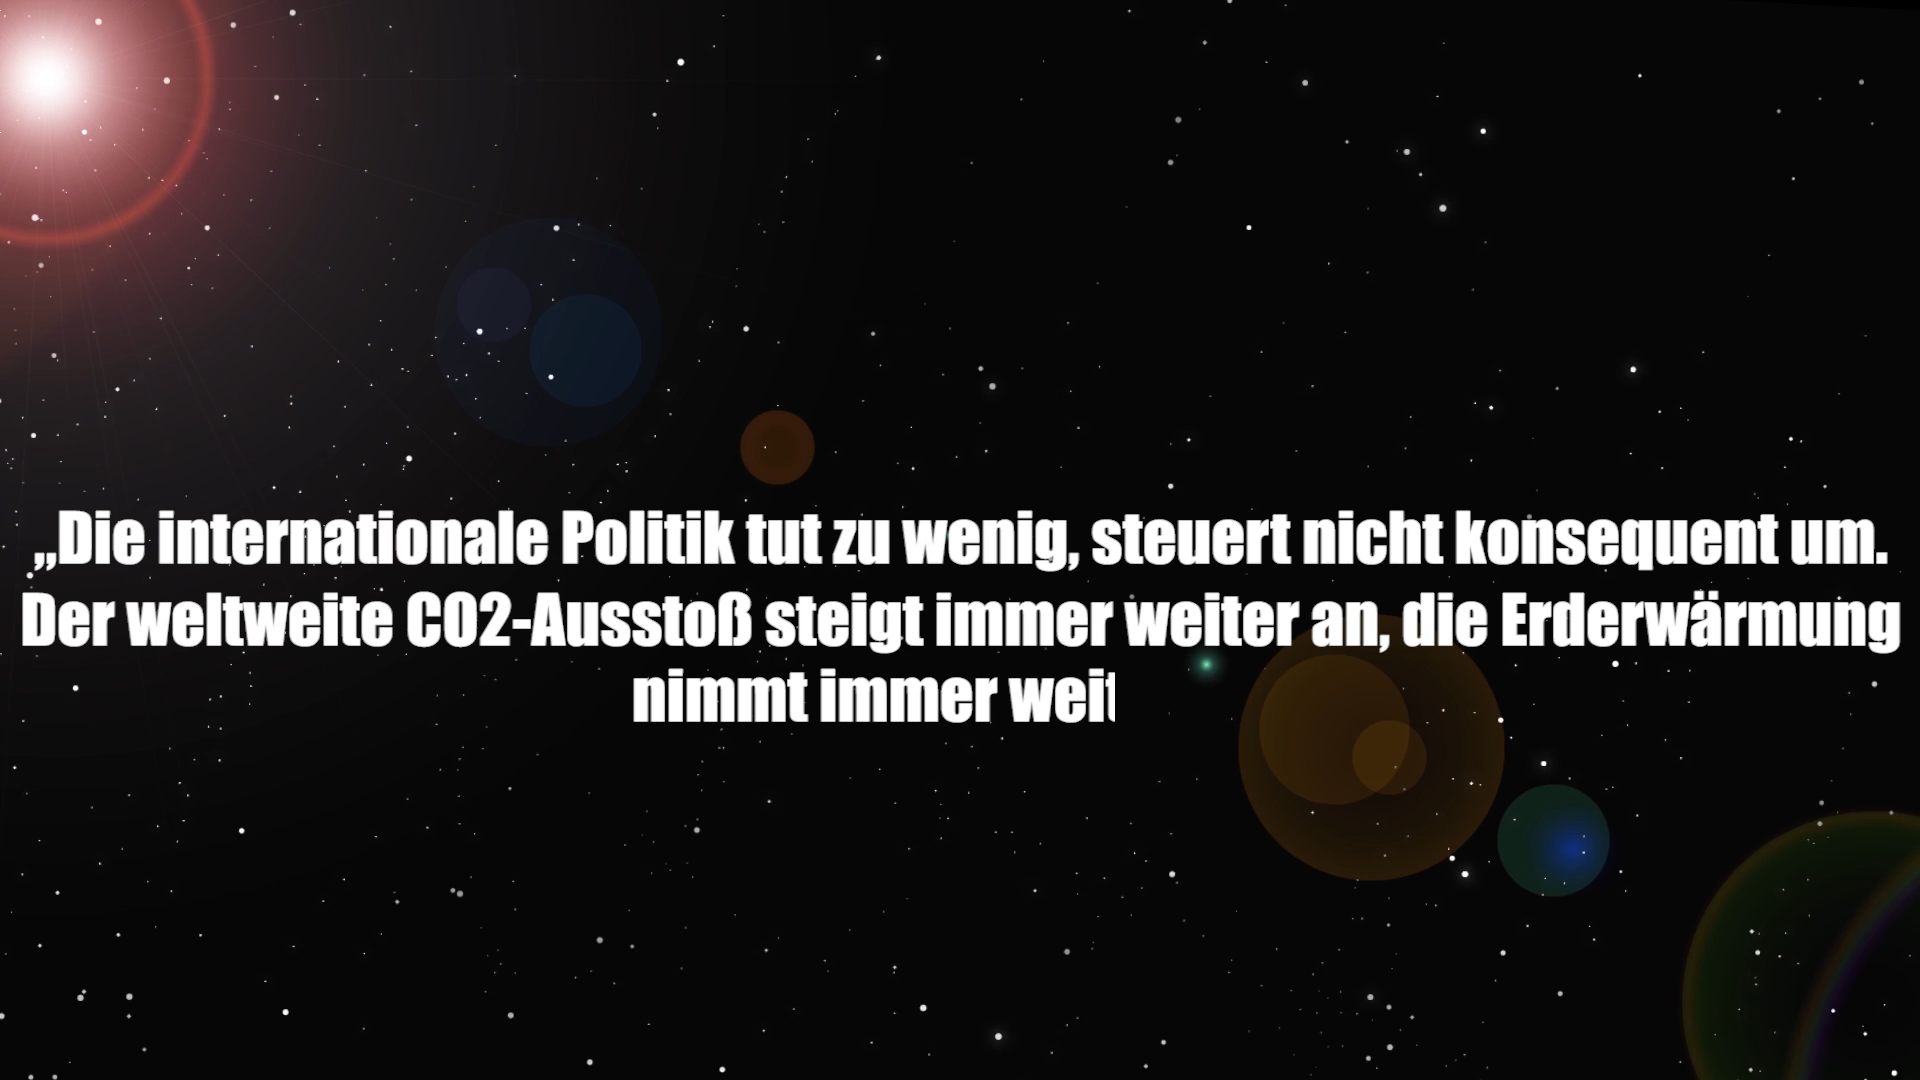 „Die internationale Politik tut zu wenig, steuert nicht konsequent um.
Der weltweite CO2-Ausstoß steigt immer weiter an, die Erderwärmung
nimmt immer weit